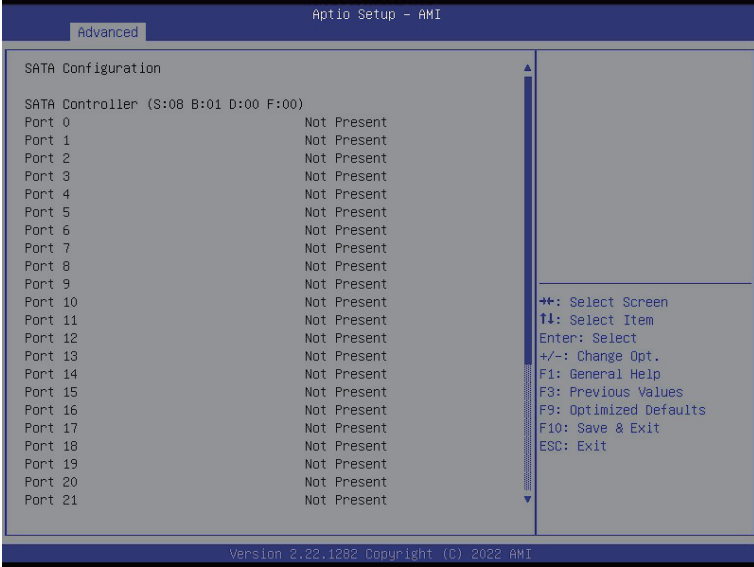 Aptio Setup – AMI
Advanced
SATA Configuration
SATA Controller (S:08 B:01 D:00 F:00)
Port 0 Not Present
Port 1 Not Present
Port 2 Not Present
Port 3 Not Present
Port 4 Not Present
Port 5 Not Present
Port 6 Not Present
Port 7 Not Present
Port 8 Not Present
Port 9 Not Present
Port 10 Not Present
Port 11 Not Present
Port 12 Not Present
Port 13 Not Present
Port 14 Not Present
Port 15 Not Present
Port 16 Not Present
Port 17 Not Present
Port 18 Not Present
Port 19 Not Present
Port 20 Not Present
Port 21 Not Present
→←: Select Screen
↑↓: Select Item
Enter: Select
+/-: Change Opt.
F1: General Help
F3: Previous Values
F9: Optimized Defaults
F10: Save & Exit
ESC: Exit
Version 2.22.1282 Copyright (C) 2022 AMI